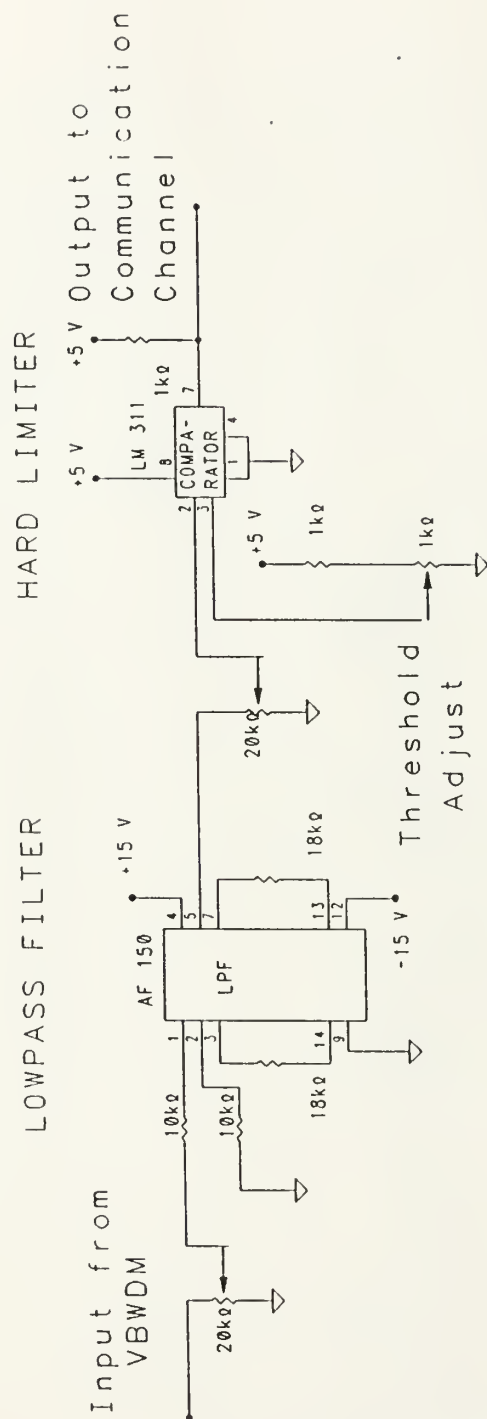 LOWPASS FILTER
HARD LIMITER
Input from
VBWDM
20kΩ
10kΩ
10kΩ
18kΩ
1
2
3
14
9
AF 150
LPF
4
5
7
13
12
+15 V
18kΩ
-15 V
20kΩ
Threshold
Adjust
+5 V
1kΩ
1kΩ
2
3
+5 V
8
LM 311
COMPA-
RATOR
1
4
7
1kΩ
+5 V
Output to
Communication
Channel